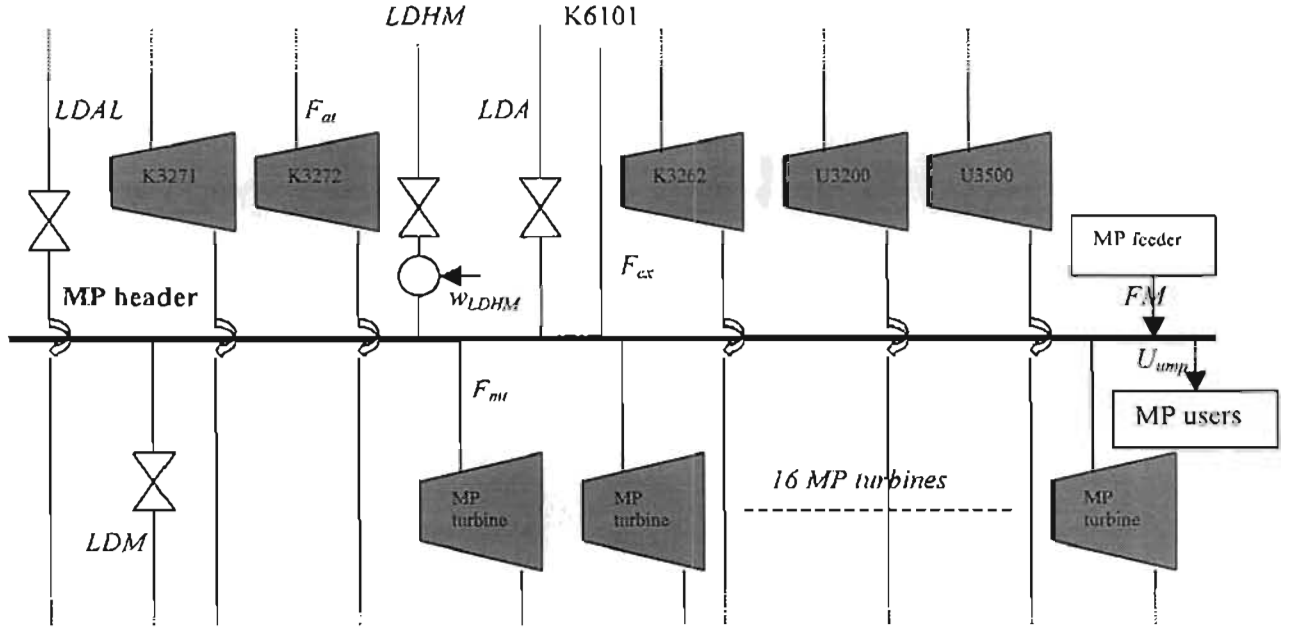 LDHM
K6101
LDAL
F_at
LDA
K3271
K3272
K3262
U3200
U3500
MP feeder
F_ex
w_LDHM
MP header
FM
U_ump
F_mt
MP users
16 MP turbines
MP
turbine
MP
turbine
MP
turbine
LDM